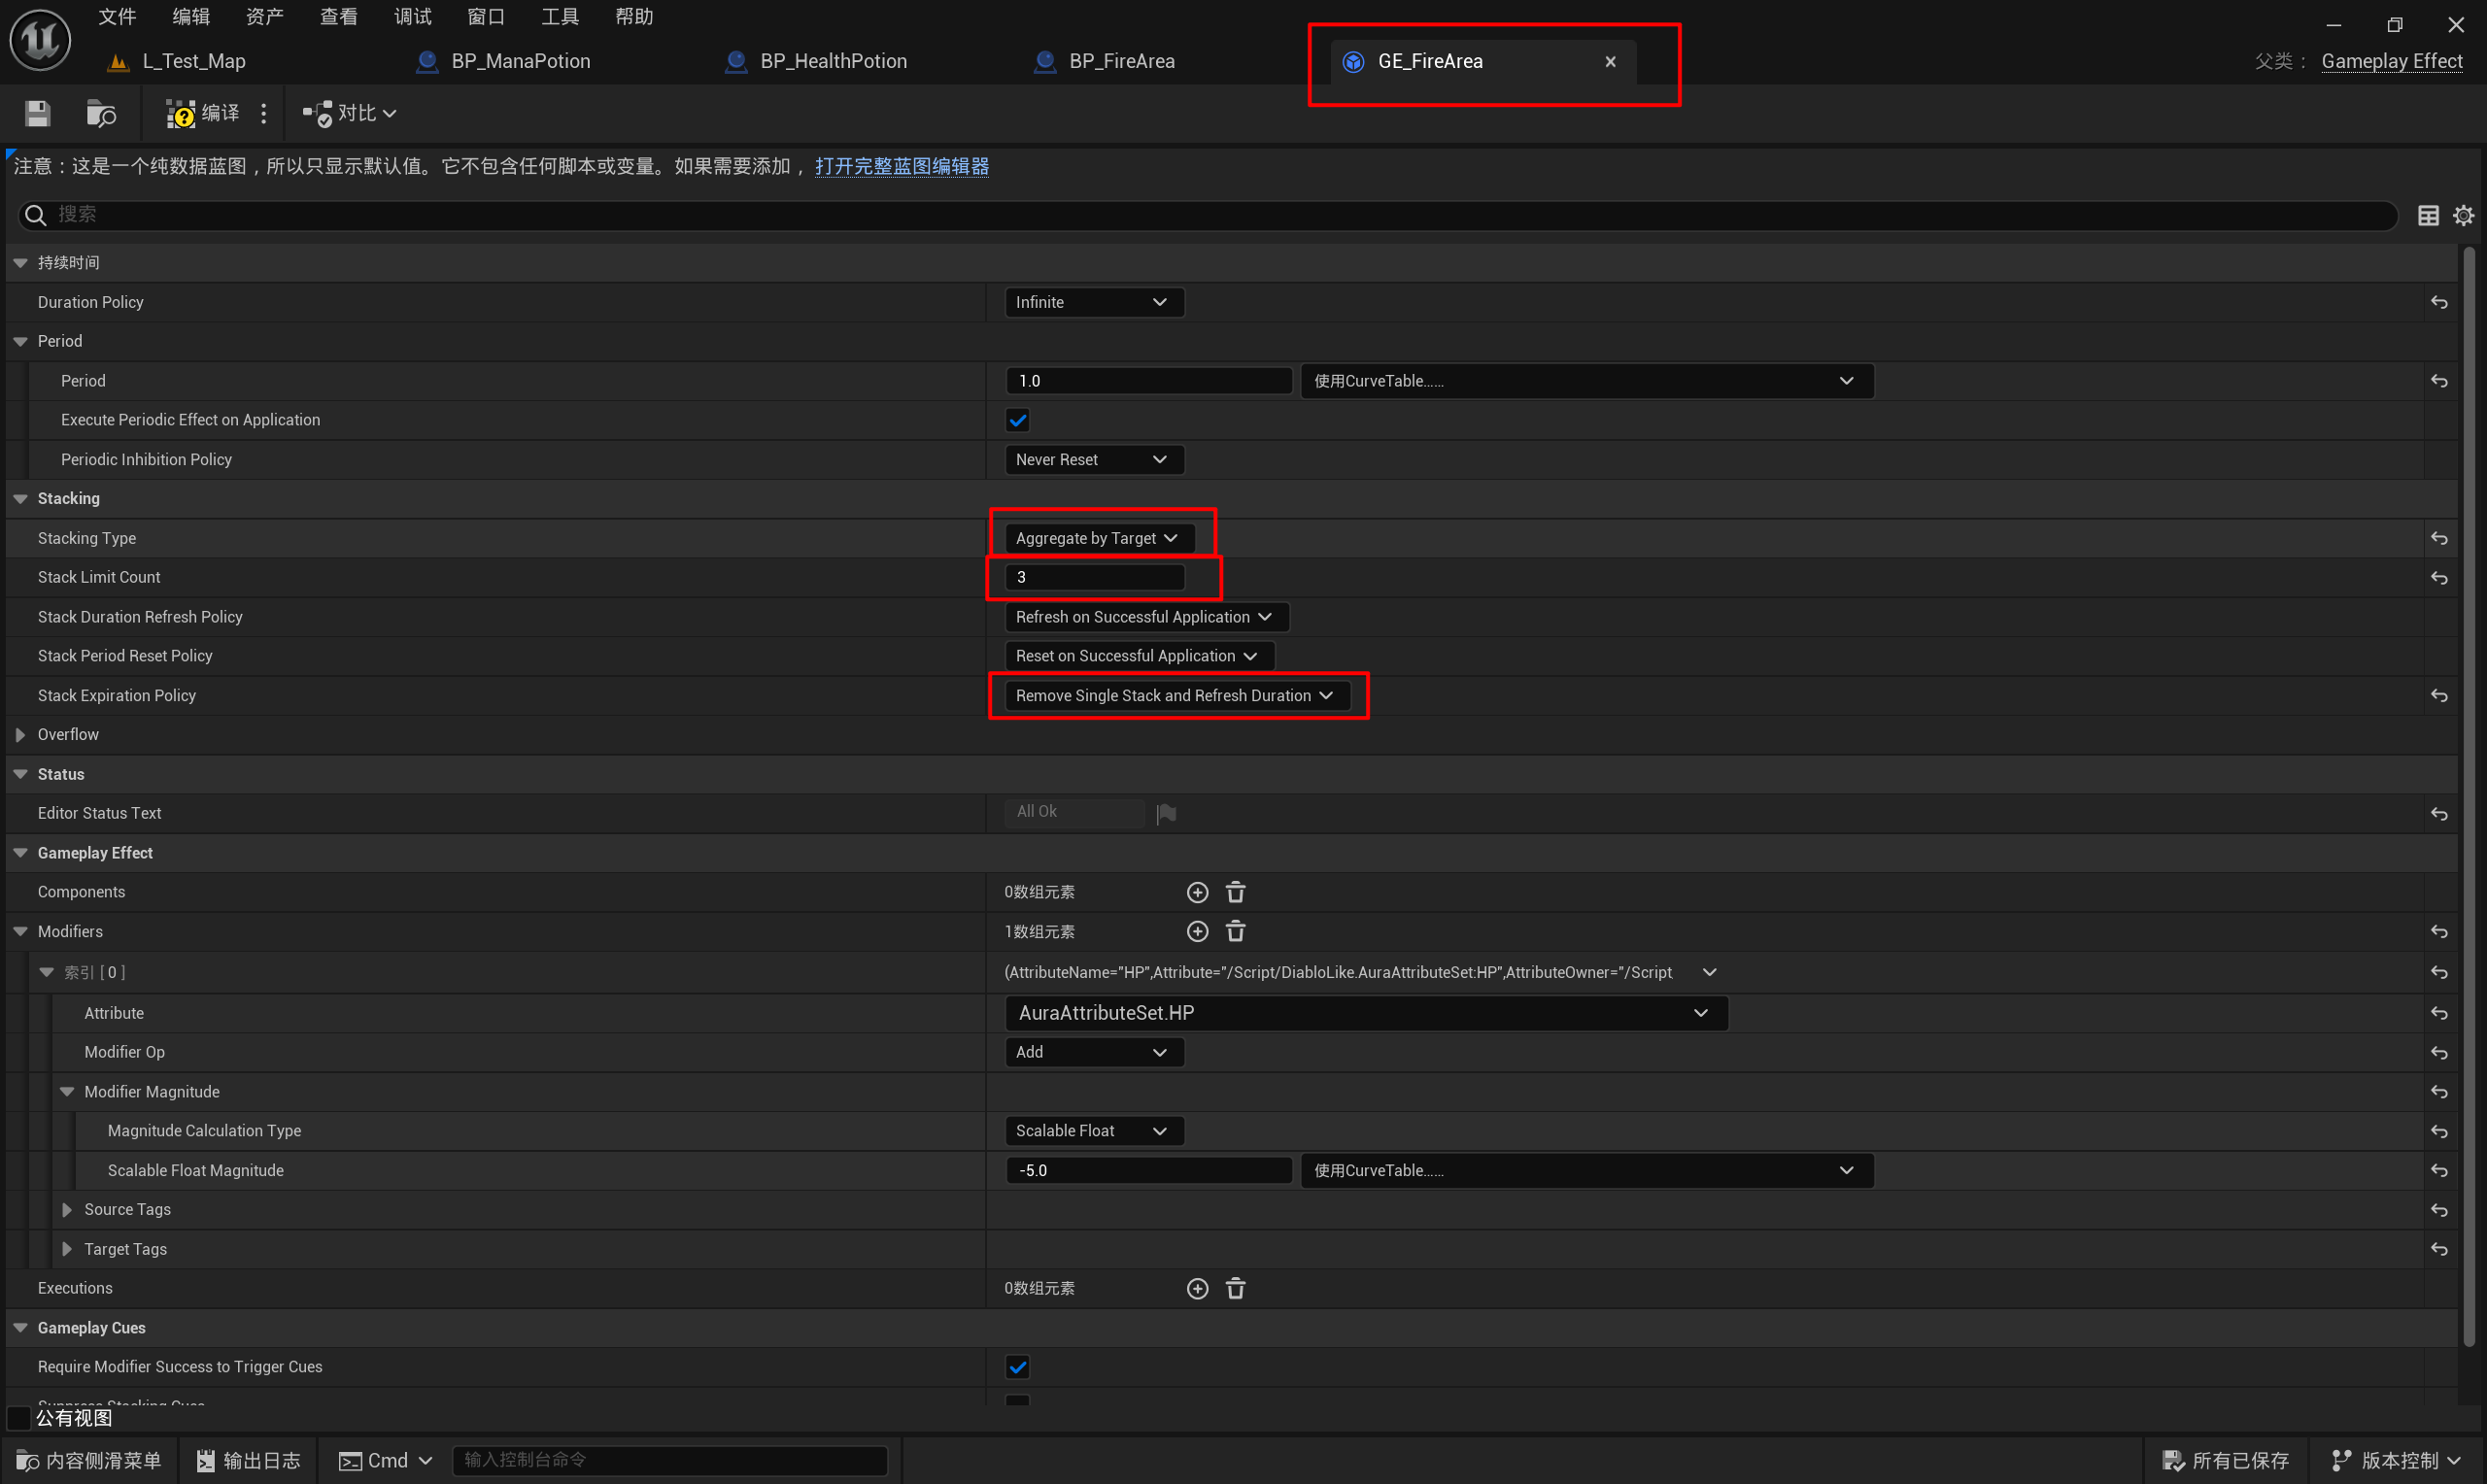 文件 编辑 资产 查看 调试 窗口 工具 帮助
L_Test_Map BP_ManaPotion BP_HealthPotion BP_FireArea GE_FireArea 父类： Gameplay Effect
编译 对比
注意：这是一个纯数据蓝图，所以只显示默认值。它不包含任何脚本或变量。如果需要添加，打开完整蓝图编辑器
搜索
持续时间
Duration Policy Infinite
Period
Period 1.0 使用CurveTable……
Execute Periodic Effect on Application
Periodic Inhibition Policy Never Reset
Stacking
Stacking Type Aggregate by Target
Stack Limit Count 3
Stack Duration Refresh Policy Refresh on Successful Application
Stack Period Reset Policy Reset on Successful Application
Stack Expiration Policy Remove Single Stack and Refresh Duration
Overflow
Status
Editor Status Text All Ok
Gameplay Effect
Components 0数组元素
Modifiers 1数组元素
索引 [ 0 ] (AttributeName="HP",Attribute="/Script/DiabloLike.AuraAttributeSet:HP",AttributeOwner="/Script
Attribute AuraAttributeSet.HP
Modifier Op Add
Modifier Magnitude
Magnitude Calculation Type Scalable Float
Scalable Float Magnitude -5.0 使用CurveTable……
Source Tags
Target Tags
Executions 0数组元素
Gameplay Cues
Require Modifier Success to Trigger Cues
公有视图
内容侧滑菜单 输出日志 Cmd 输入控制台命令 所有已保存 版本控制